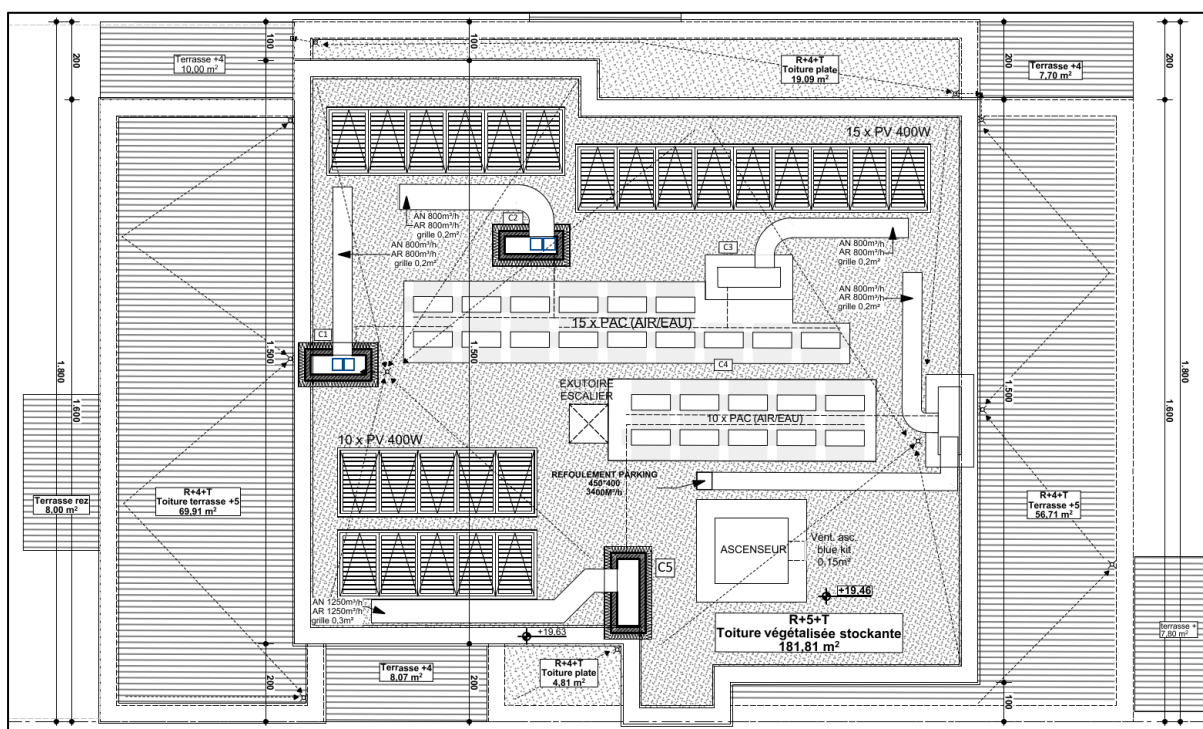 200
100
100
200
200
Terrasse +4
10,00 m²
R+4+T
Toiture plate
19.09 m²
Terrasse +4
7.70 m²
15 x PV 400W
AN 800m³/h
AR 800m³/h
grille 0,2m²
C2
AN 800m³/h
AR 800m³/h
grille 0,2m²
C3
AN 800m³/h
AR 800m³/h
grille 0,2m²
AN 800m³/h
AR 800m³/h
grille 0,2m²
15 x PAC (AIR/EAU)
C1
C4
1.800
1.600
1.500
1.500
1.500
1.600
1.800
EXUTOIRE
ESCALIER
10 x PAC (AIR/EAU)
10 x PV 400W
REFOULEMENT PARKING
450*400
3400M³/h
Terrasse rez
8.00 m²
R+4+T
Toiture terrasse +5
69,91 m²
R+4+T
Terrasse +5
56,71 m²
ASCENSEUR
Vent. asc.
blue kit
0.15m²
C5
+19.46
AN 1250m³/h
AR 1250m³/h
grille 0,3m²
+19,63
R+5+T
Toiture végétalisée stockante
181.81 m²
terrasse +
7,80 m²
Terrasse +4
8.07 m²
R+4+T
Toiture plate
4,81 m²
200
200
100